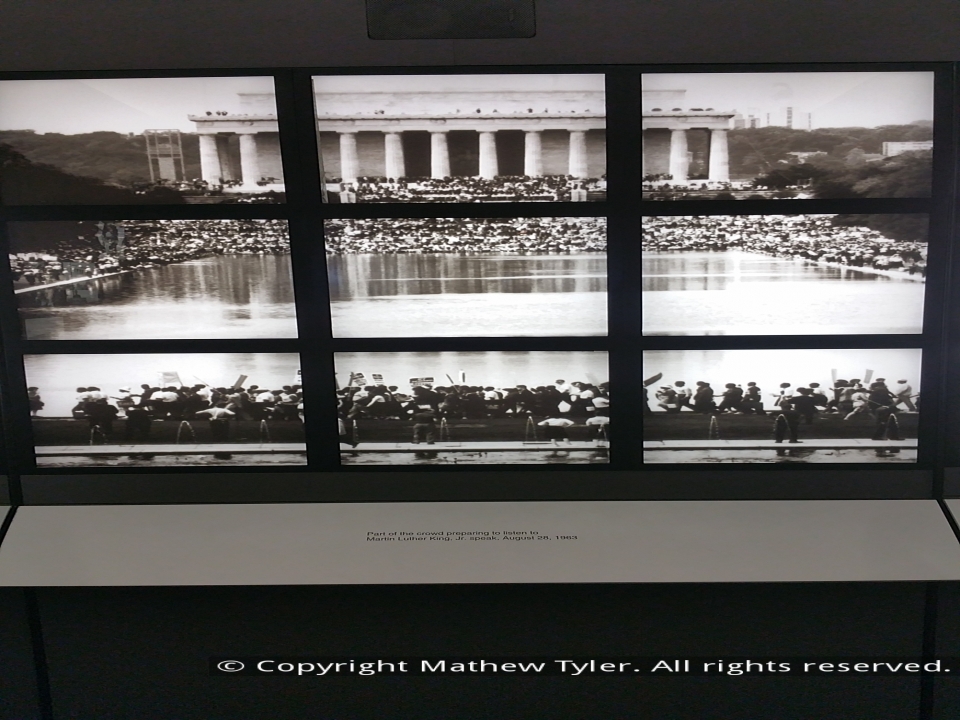 Part of the crowd preparing to listen to
Martin Luther King, Jr. speak, August 28, 1963
© Copyright Mathew Tyler. All rights reserved.